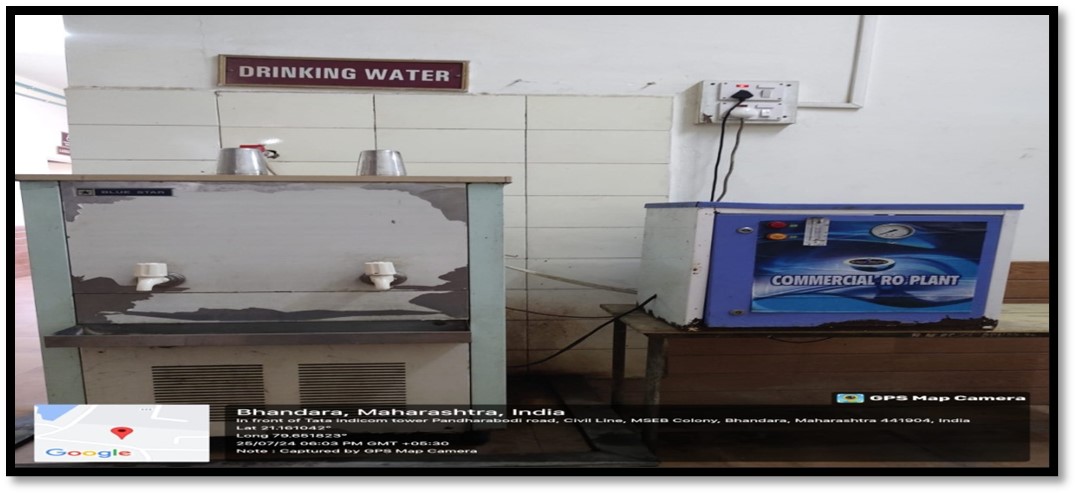 DRINKING WATER
BLUE STAR
COMMERCIAL RO PLANT
GPS Map Camera
Bhandara, Maharashtra, India
In front of Tata indicom tower Pandharabodi road, Civil Line, MSEB Colony, Bhandara, Maharashtra 441904, India
Lat 21.161042°
Long 79.651823°
25/07/24 06:03 PM GMT +05:30
Note : Captured by GPS Map Camera
Google